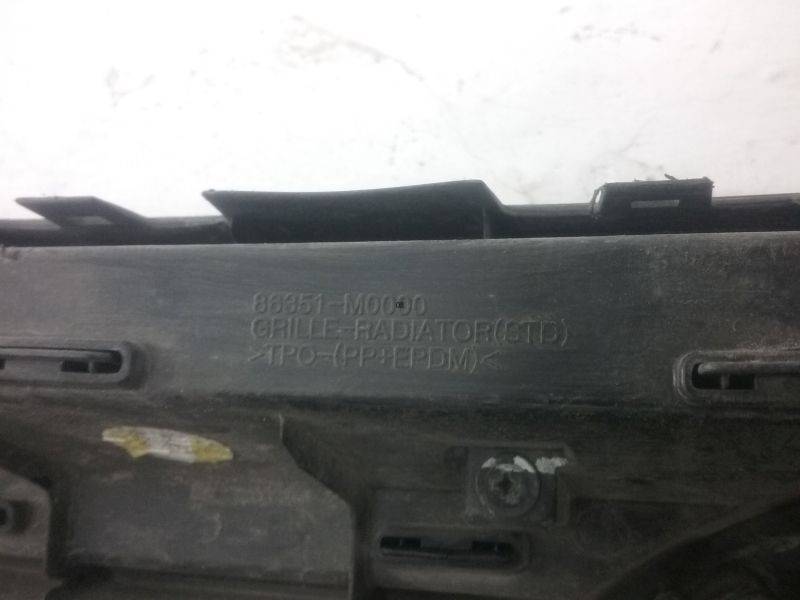 86351-M0000
GRILLE-RADIATOR(STD)
>TPO-(PP+EPDM)<